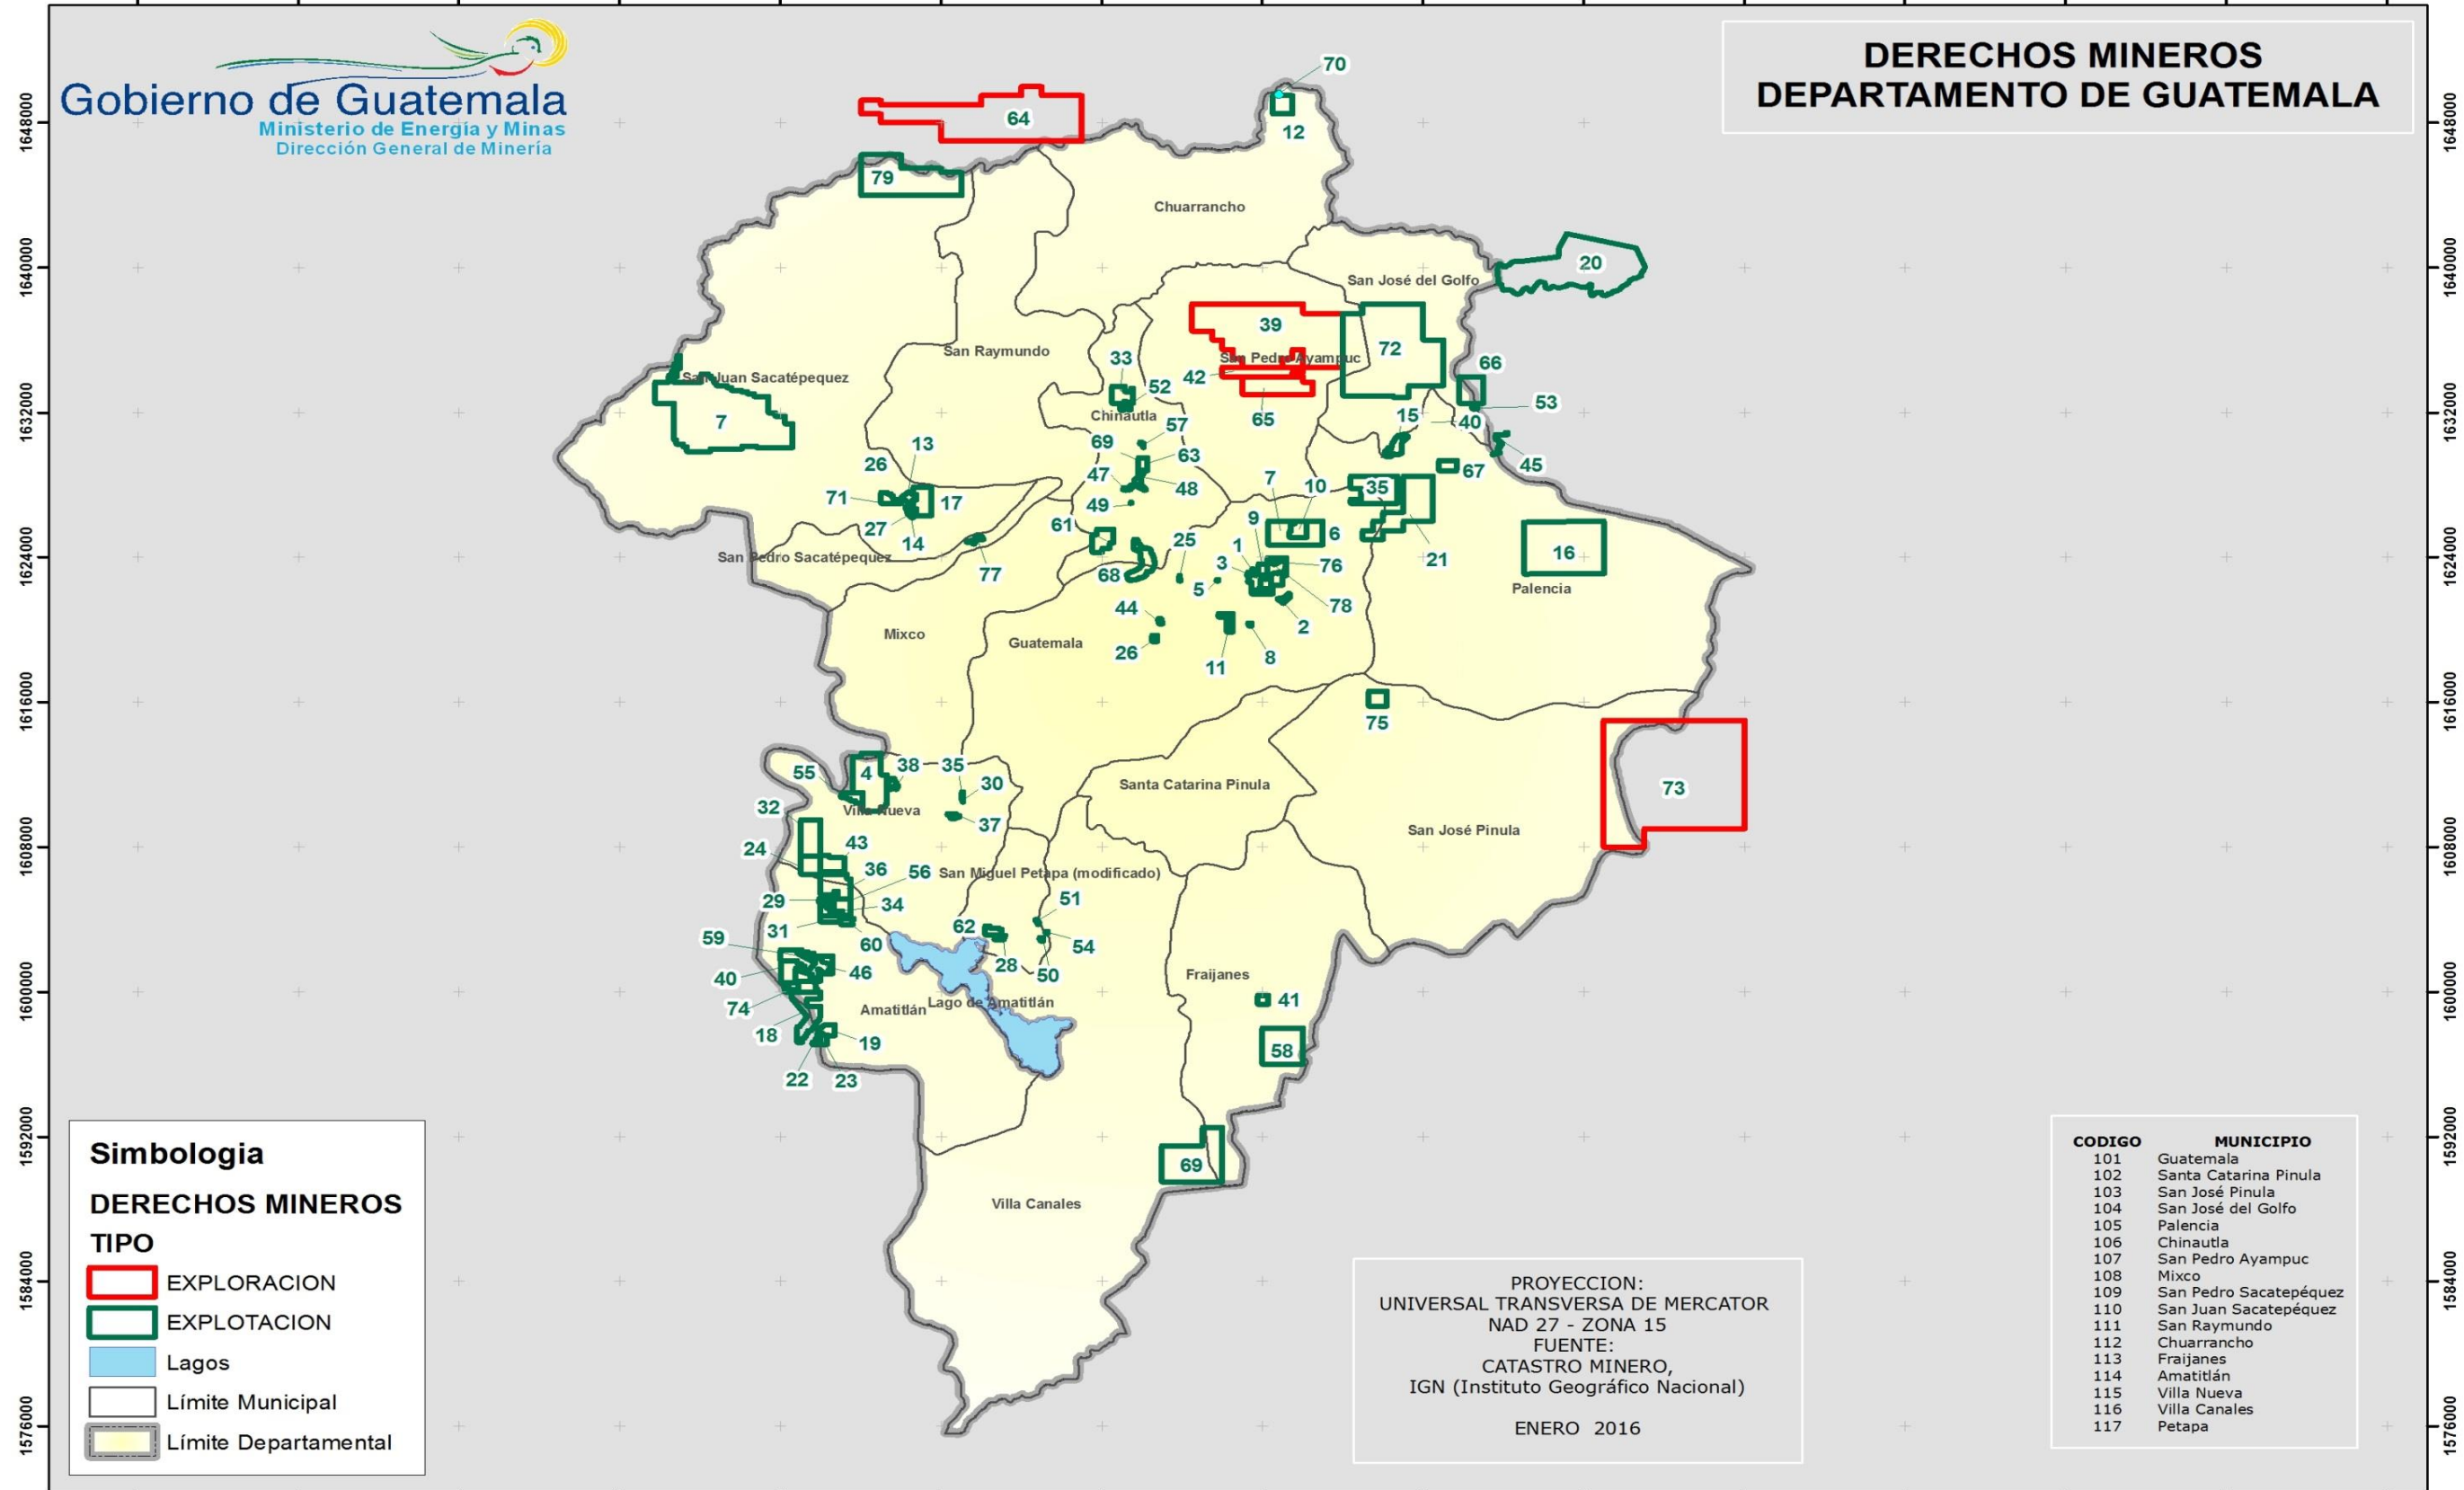 Gobierno de Guatemala
Ministerio de Energía y Minas
Dirección General de Minería
DERECHOS MINEROS
DEPARTAMENTO DE GUATEMALA
1648000
1640000
1632000
1624000
1616000
1608000
1600000
1592000
1584000
1576000
1648000
1640000
1632000
1624000
1616000
1608000
1600000
1592000
1584000
1576000
70
64
12
79
Chuarrancho
20
San José del Golfo
39
72
San Raymundo
33
San Pedro Ayampuc
66
San Juan Sacatépequez
42
52
53
7
Chinautla
65
15
40
57
13
69
63
26
47
7
10
35
67
45
71
17
49
48
27
14
61
9
6
San Pedro Sacatépequez
77
68
25
1
3
76
21
16
5
78
Palencia
44
2
Mixco
Guatemala
26
11
8
75
55
4
38
35
30
Santa Catarina Pinula
73
32
Villa Nueva
37
San José Pinula
24
43
36
56
San Miguel Petapa (modificado)
29
34
51
31
60
62
54
59
28
50
40
46
Fraijanes
74
Amatitlán
Lago de Amatitlán
41
18
19
58
22
23
69
Villa Canales
Simbologia
DERECHOS MINEROS
TIPO
EXPLORACION
EXPLOTACION
Lagos
Límite Municipal
Límite Departamental
PROYECCION:
UNIVERSAL TRANSVERSA DE MERCATOR
NAD 27 - ZONA 15
FUENTE:
CATASTRO MINERO,
IGN (Instituto Geográfico Nacional)
ENERO 2016
CODIGO MUNICIPIO
101 Guatemala
102 Santa Catarina Pinula
103 San José Pinula
104 San José del Golfo
105 Palencia
106 Chinautla
107 San Pedro Ayampuc
108 Mixco
109 San Pedro Sacatepéquez
110 San Juan Sacatepéquez
111 San Raymundo
112 Chuarrancho
113 Fraijanes
114 Amatitlán
115 Villa Nueva
116 Villa Canales
117 Petapa